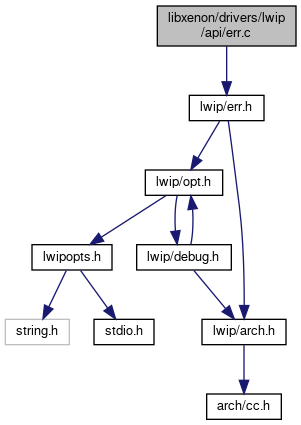 libxenon/drivers/lwip
/api/err.c
lwip/err.h
lwip/opt.h
lwipopts.h
lwip/debug.h
string.h
stdio.h
lwip/arch.h
arch/cc.h